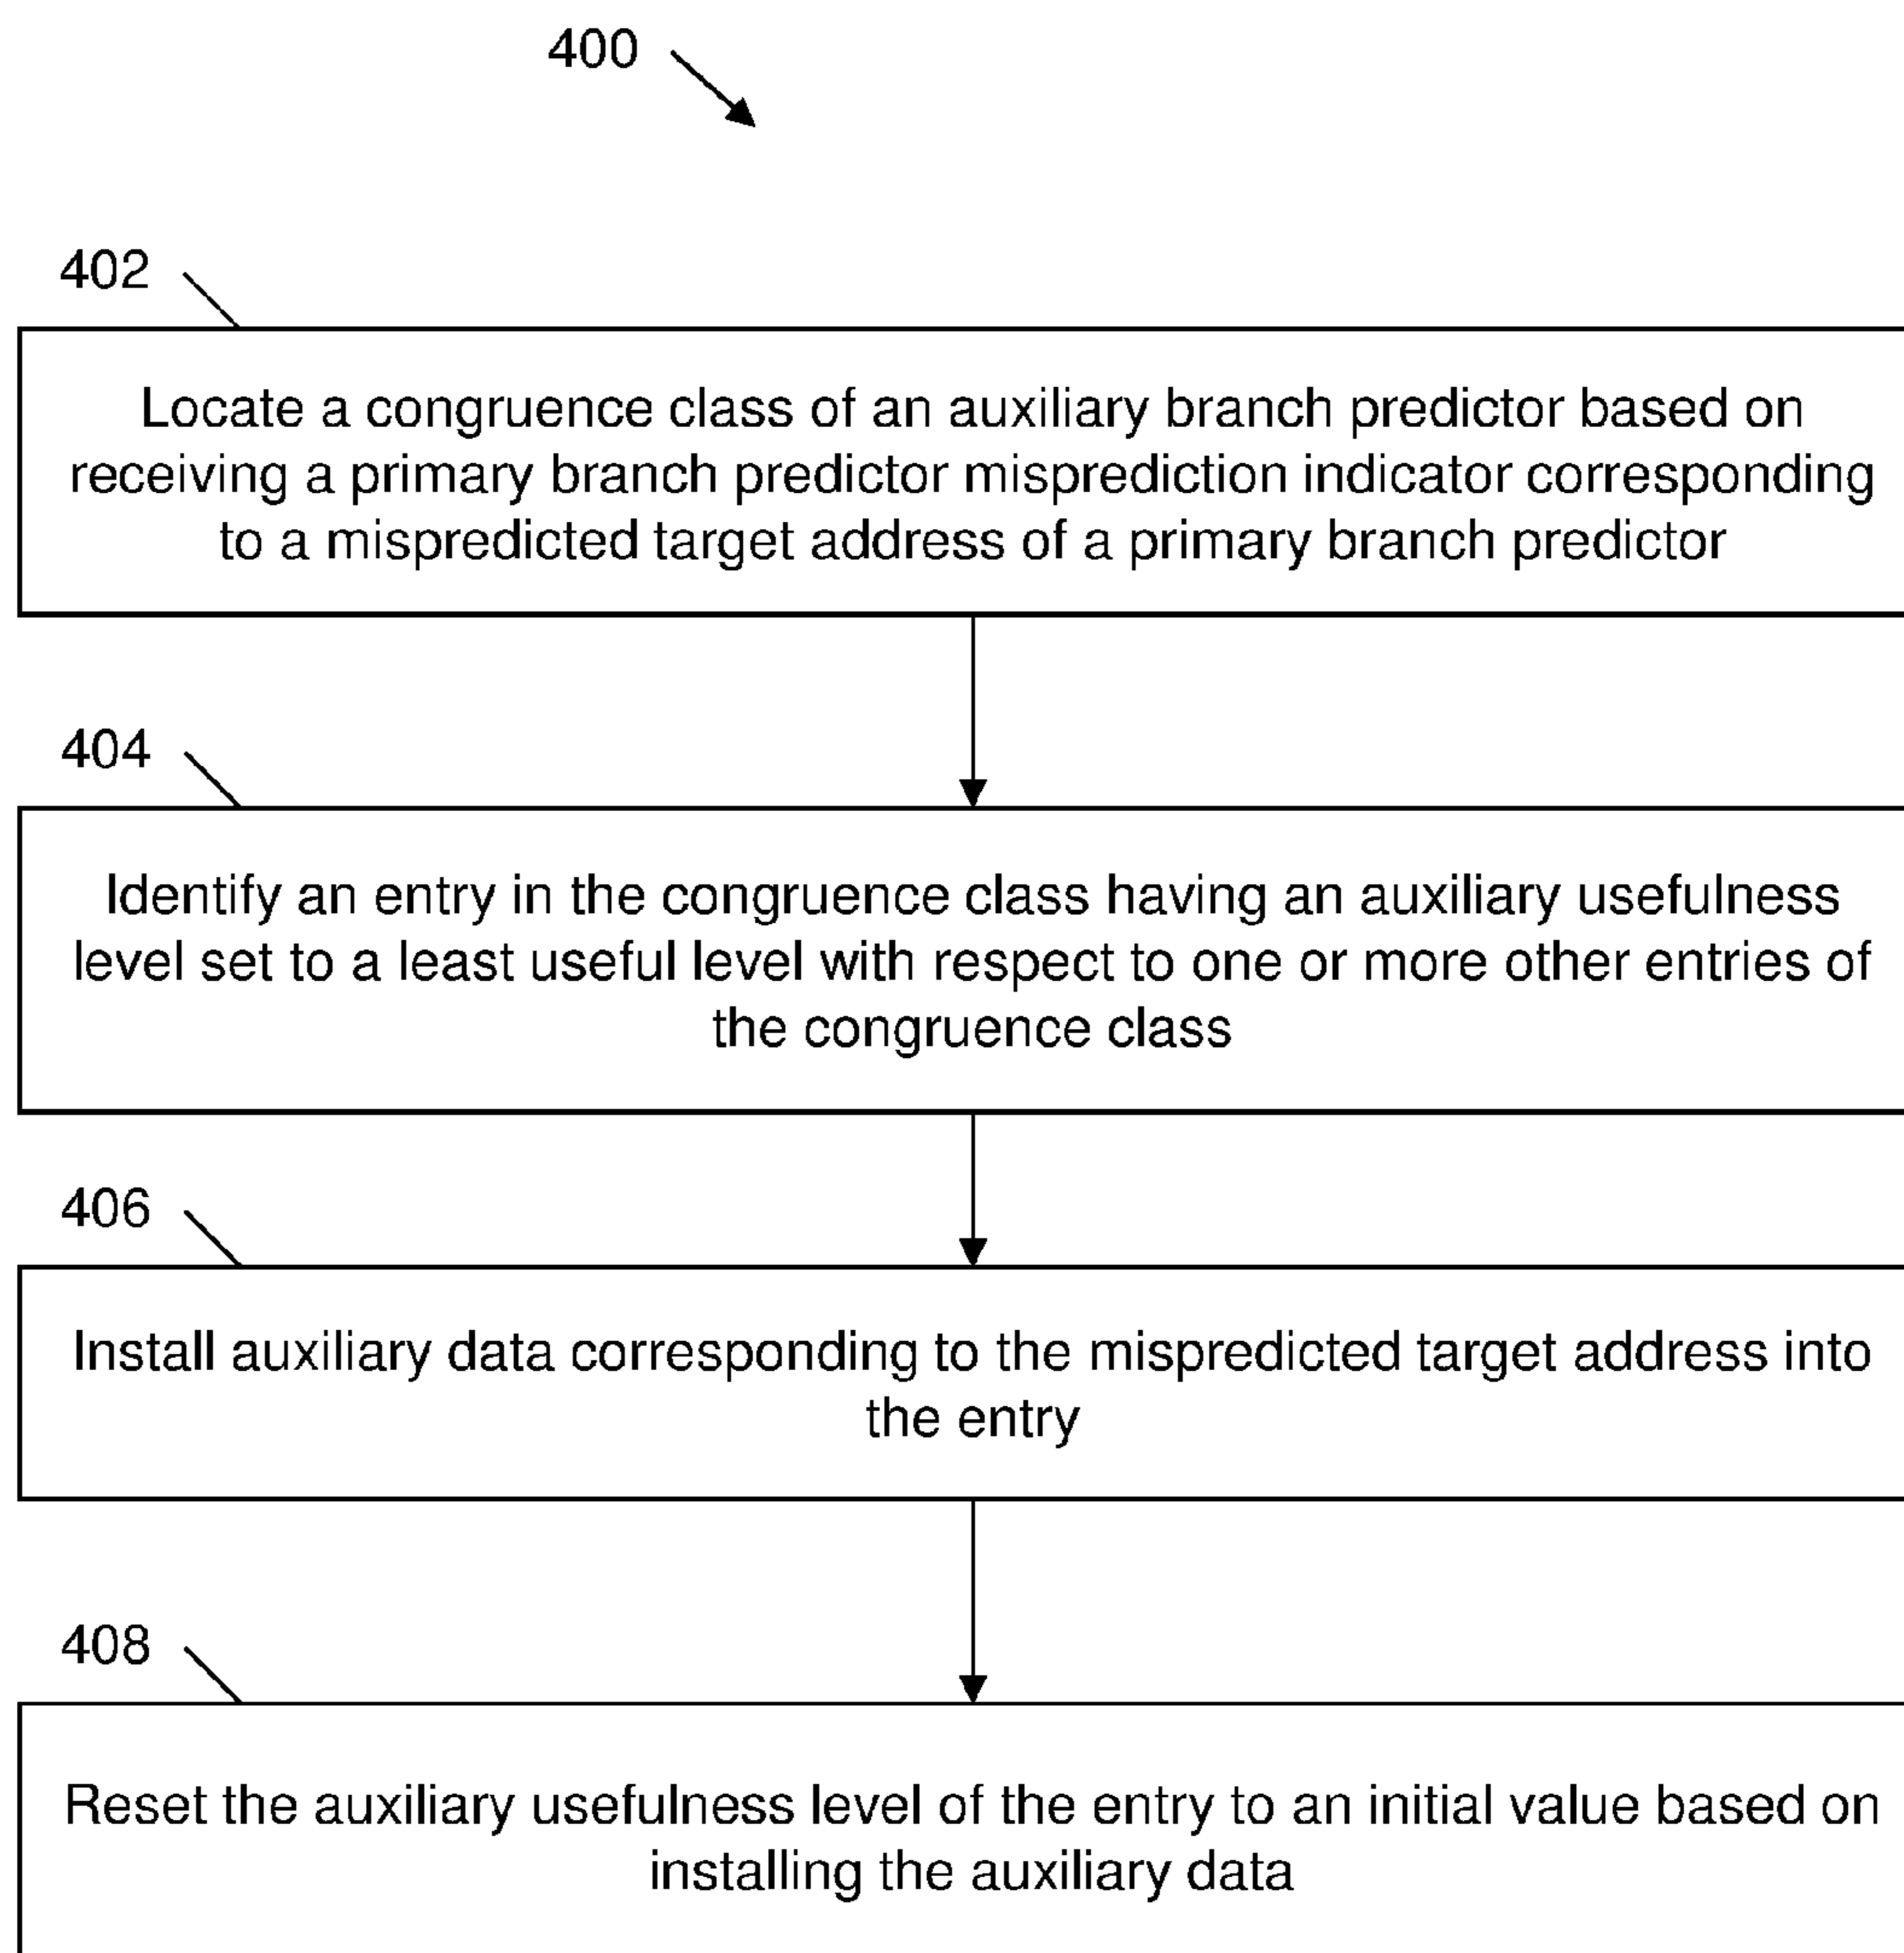 400
402
Locate a congruence class of an auxiliary branch predictor based on
receiving a primary branch predictor misprediction indicator corresponding
to a mispredicted target address of a primary branch predictor
404
Identify an entry in the congruence class having an auxiliary usefulness
level set to a least useful level with respect to one or more other entries of
the congruence class
406
Install auxiliary data corresponding to the mispredicted target address into
the entry
408
Reset the auxiliary usefulness level of the entry to an initial value based on
installing the auxiliary data